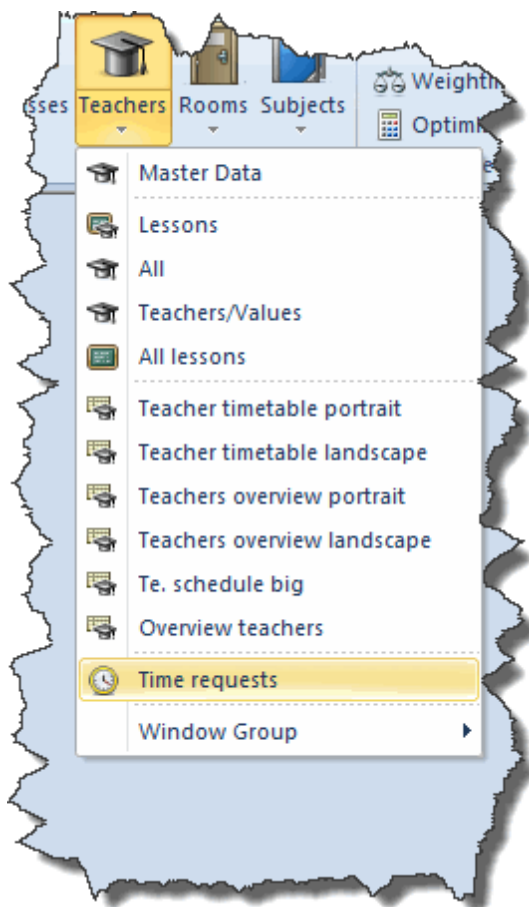 sses Teachers Rooms Subjects
Weightin
Optimi
Master Data
Lessons
All
Teachers/Values
All lessons
Teacher timetable portrait
Teacher timetable landscape
Teachers overview portrait
Teachers overview landscape
Te. schedule big
Overview teachers
Time requests
Window Group